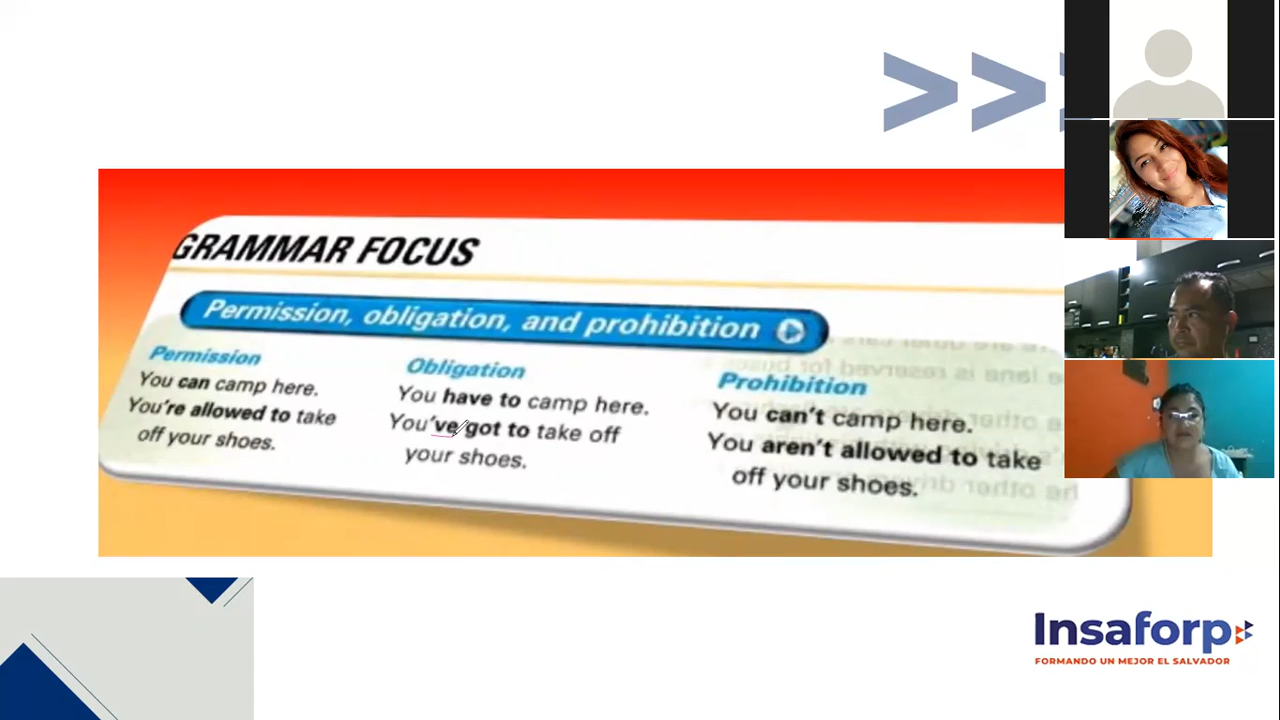 >>
GRAMMAR FOCUS
Permission, obligation, and prohibition
Permission
You can camp here.
You're allowed to take
off your shoes.
Obligation
You have to camp here.
You've got to take off
your shoes.
Prohibition
You can't camp here.
You aren't allowed to take
off your shoes.
Insaforp
FORMANDO UN MEJOR EL SALVADOR